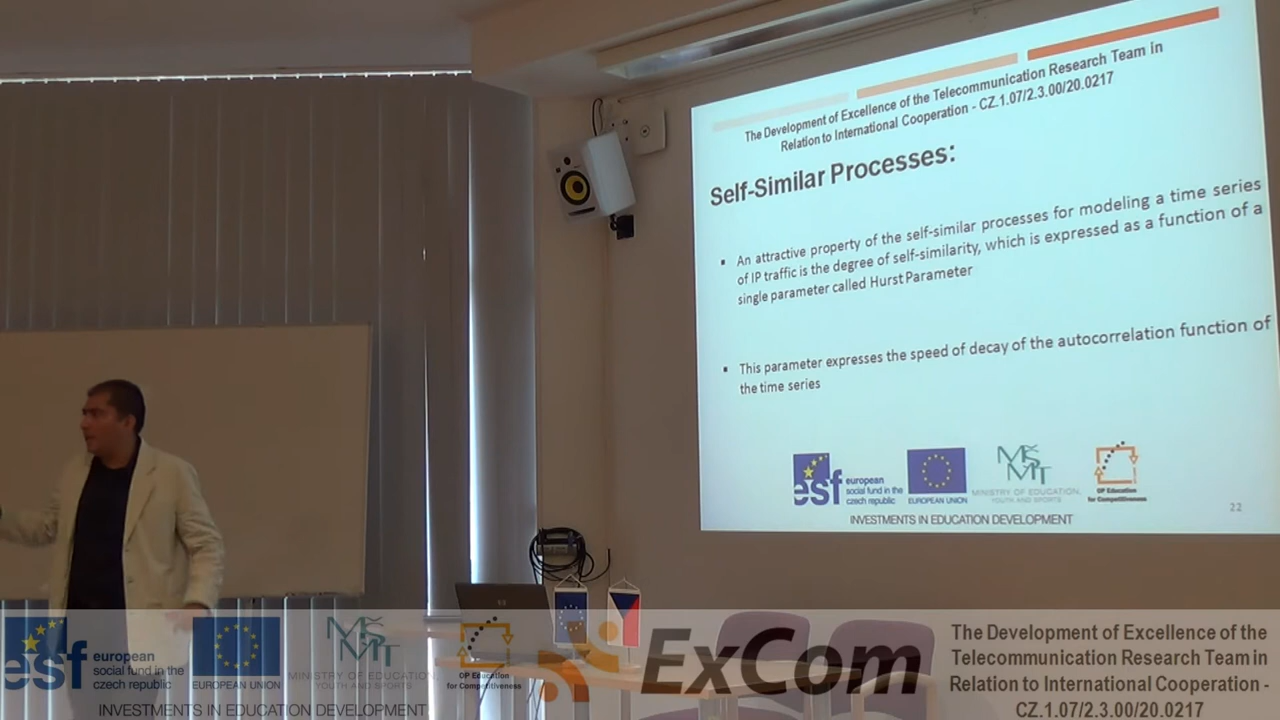 The Development of Excellence of the Telecommunication Research Team in
Relation to International Cooperation - CZ.1.07/2.3.00/20.0217
Self-Similar Processes:
▪ An attractive property of the self-similar processes for modeling a time series
of IP traffic is the degree of self-similarity, which is expressed as a function of a
single parameter called Hurst Parameter
▪ This parameter expresses the speed of decay of the autocorrelation function of
the time series
esf
european
social fund in the
czech republic
EUROPEAN UNION
MŠMT
MINISTRY OF EDUCATION,
YOUTH AND SPORTS
OP Education
for Competitiveness
INVESTMENTS IN EDUCATION DEVELOPMENT
22
esf
european
social fund in the
czech republic
EUROPEAN UNION
MŠMT
MINISTRY OF EDUCATION,
YOUTH AND SPORTS
OP Education
for Competitiveness
INVESTMENTS IN EDUCATION DEVELOPMENT
ExCom
The Development of Excellence of the
Telecommunication Research Team in
Relation to International Cooperation -
CZ.1.07/2.3.00/20.0217